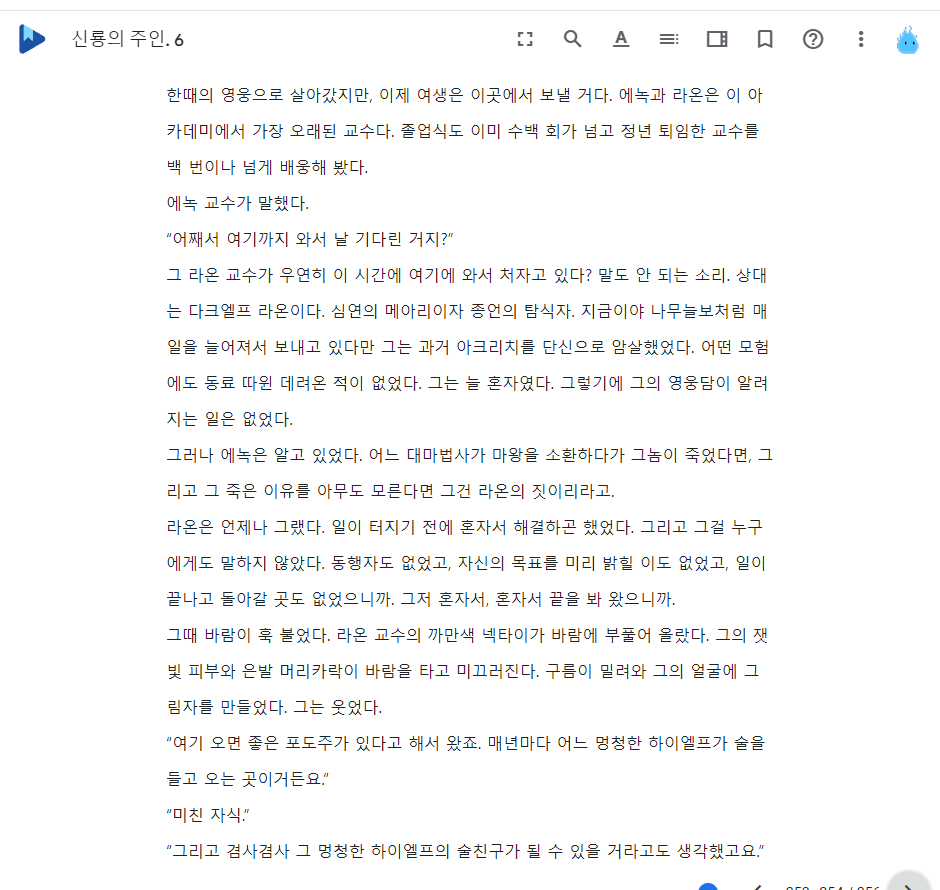 신룡의 주인. 6
한때의 영웅으로 살아갔지만, 이제 여생은 이곳에서 보낼 거다. 에녹과 라온은 이 아
카데미에서 가장 오래된 교수다. 졸업식도 이미 수백 회가 넘고 정년 퇴임한 교수를
백 번이나 넘게 배웅해 봤다.
에녹 교수가 말했다.
“어째서 여기까지 와서 날 기다린 거지?”
그 라온 교수가 우연히 이 시간에 여기에 와서 처자고 있다? 말도 안 되는 소리. 상대
는 다크엘프 라온이다. 심연의 메아리이자 종언의 탐식자. 지금이야 나무늘보처럼 매
일을 늘어져서 보내고 있다만 그는 과거 아크리치를 단신으로 암살했었다. 어떤 모험
에도 동료 따윈 데려온 적이 없었다. 그는 늘 혼자였다. 그렇기에 그의 영웅담이 알려
지는 일은 없었다.
그러나 에녹은 알고 있었다. 어느 대마법사가 마왕을 소환하다가 그놈이 죽었다면, 그
리고 그 죽은 이유를 아무도 모른다면 그건 라온의 짓이리라고.
라온은 언제나 그랬다. 일이 터지기 전에 혼자서 해결하곤 했었다. 그리고 그걸 누구
에게도 말하지 않았다. 동행자도 없었고, 자신의 목표를 미리 밝힐 이도 없었고, 일이
끝나고 돌아갈 곳도 없었으니까. 그저 혼자서, 혼자서 끝을 봐 왔으니까.
그때 바람이 훅 불었다. 라온 교수의 까만색 넥타이가 바람에 부풀어 올랐다. 그의 잿
빛 피부와 은발 머리카락이 바람을 타고 미끄러진다. 구름이 밀려와 그의 얼굴에 그
림자를 만들었다. 그는 웃었다.
“여기 오면 좋은 포도주가 있다고 해서 왔죠. 매년마다 어느 멍청한 하이엘프가 술을
들고 오는 곳이거든요.”
“미친 자식.”
“그리고 겸사겸사 그 멍청한 하이엘프의 술친구가 될 수 있을 거라고도 생각했고요.”